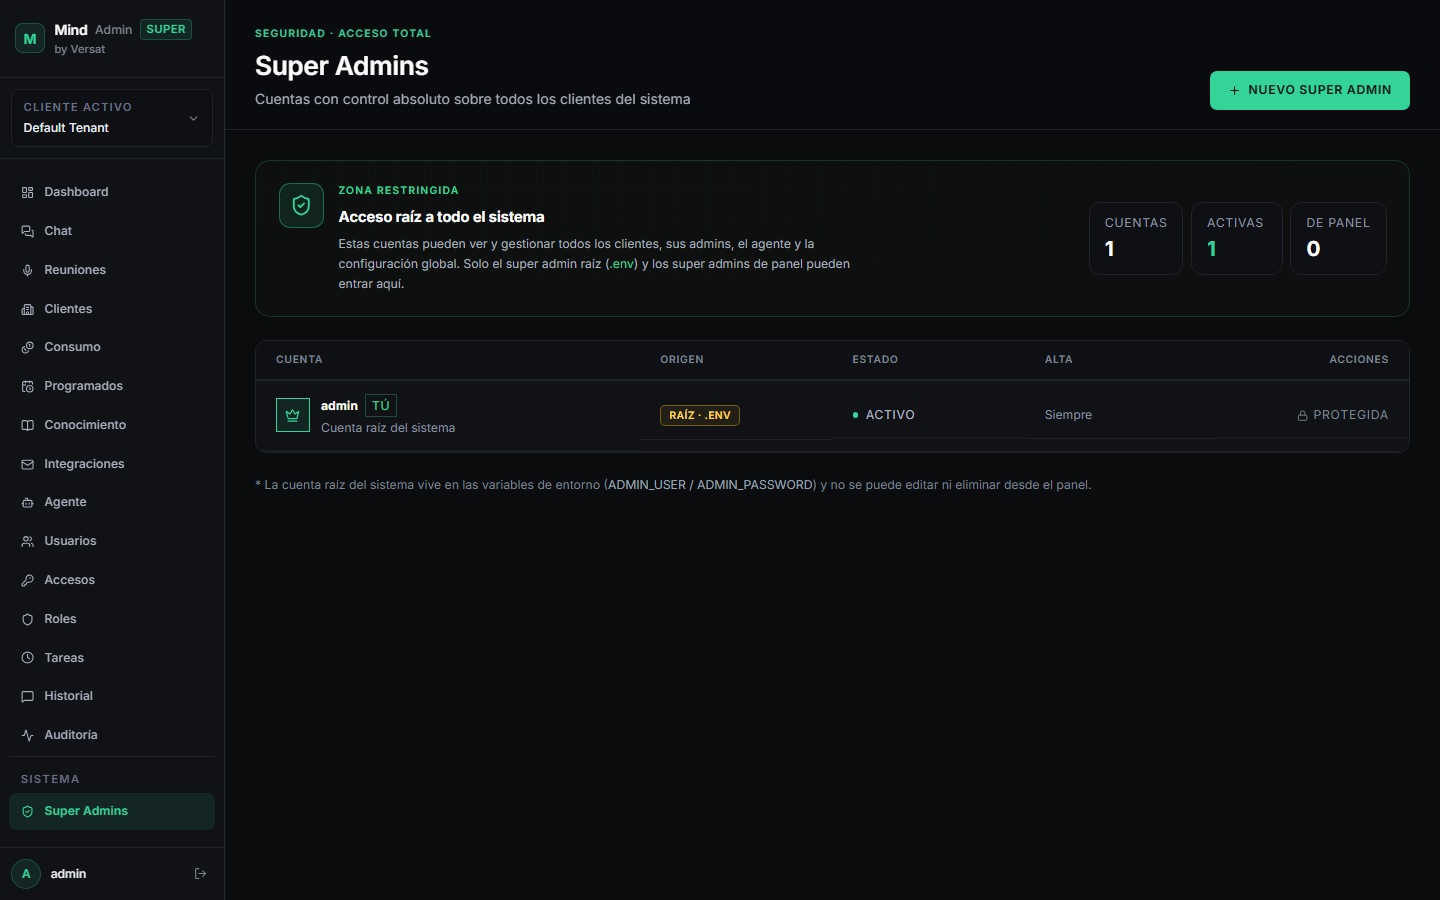 M
Mind Admin SUPER
by Versat
CLIENTE ACTIVO
Default Tenant
Dashboard
Chat
Reuniones
Clientes
Consumo
Programados
Conocimiento
Integraciones
Agente
Usuarios
Accesos
Roles
Tareas
Historial
Auditoría
SISTEMA
Super Admins
A admin
SEGURIDAD · ACCESO TOTAL
Super Admins
Cuentas con control absoluto sobre todos los clientes del sistema
+ NUEVO SUPER ADMIN
ZONA RESTRINGIDA
Acceso raíz a todo el sistema
Estas cuentas pueden ver y gestionar todos los clientes, sus admins, el agente y la
configuración global. Solo el super admin raíz (.env) y los super admins de panel pueden
entrar aquí.
CUENTAS
1
ACTIVAS
1
DE PANEL
0
CUENTA ORIGEN ESTADO ALTA ACCIONES
admin TÚ
Cuenta raíz del sistema
RAÍZ · .ENV
ACTIVO
Siempre
PROTEGIDA
* La cuenta raíz del sistema vive en las variables de entorno (ADMIN_USER / ADMIN_PASSWORD) y no se puede editar ni eliminar desde el panel.